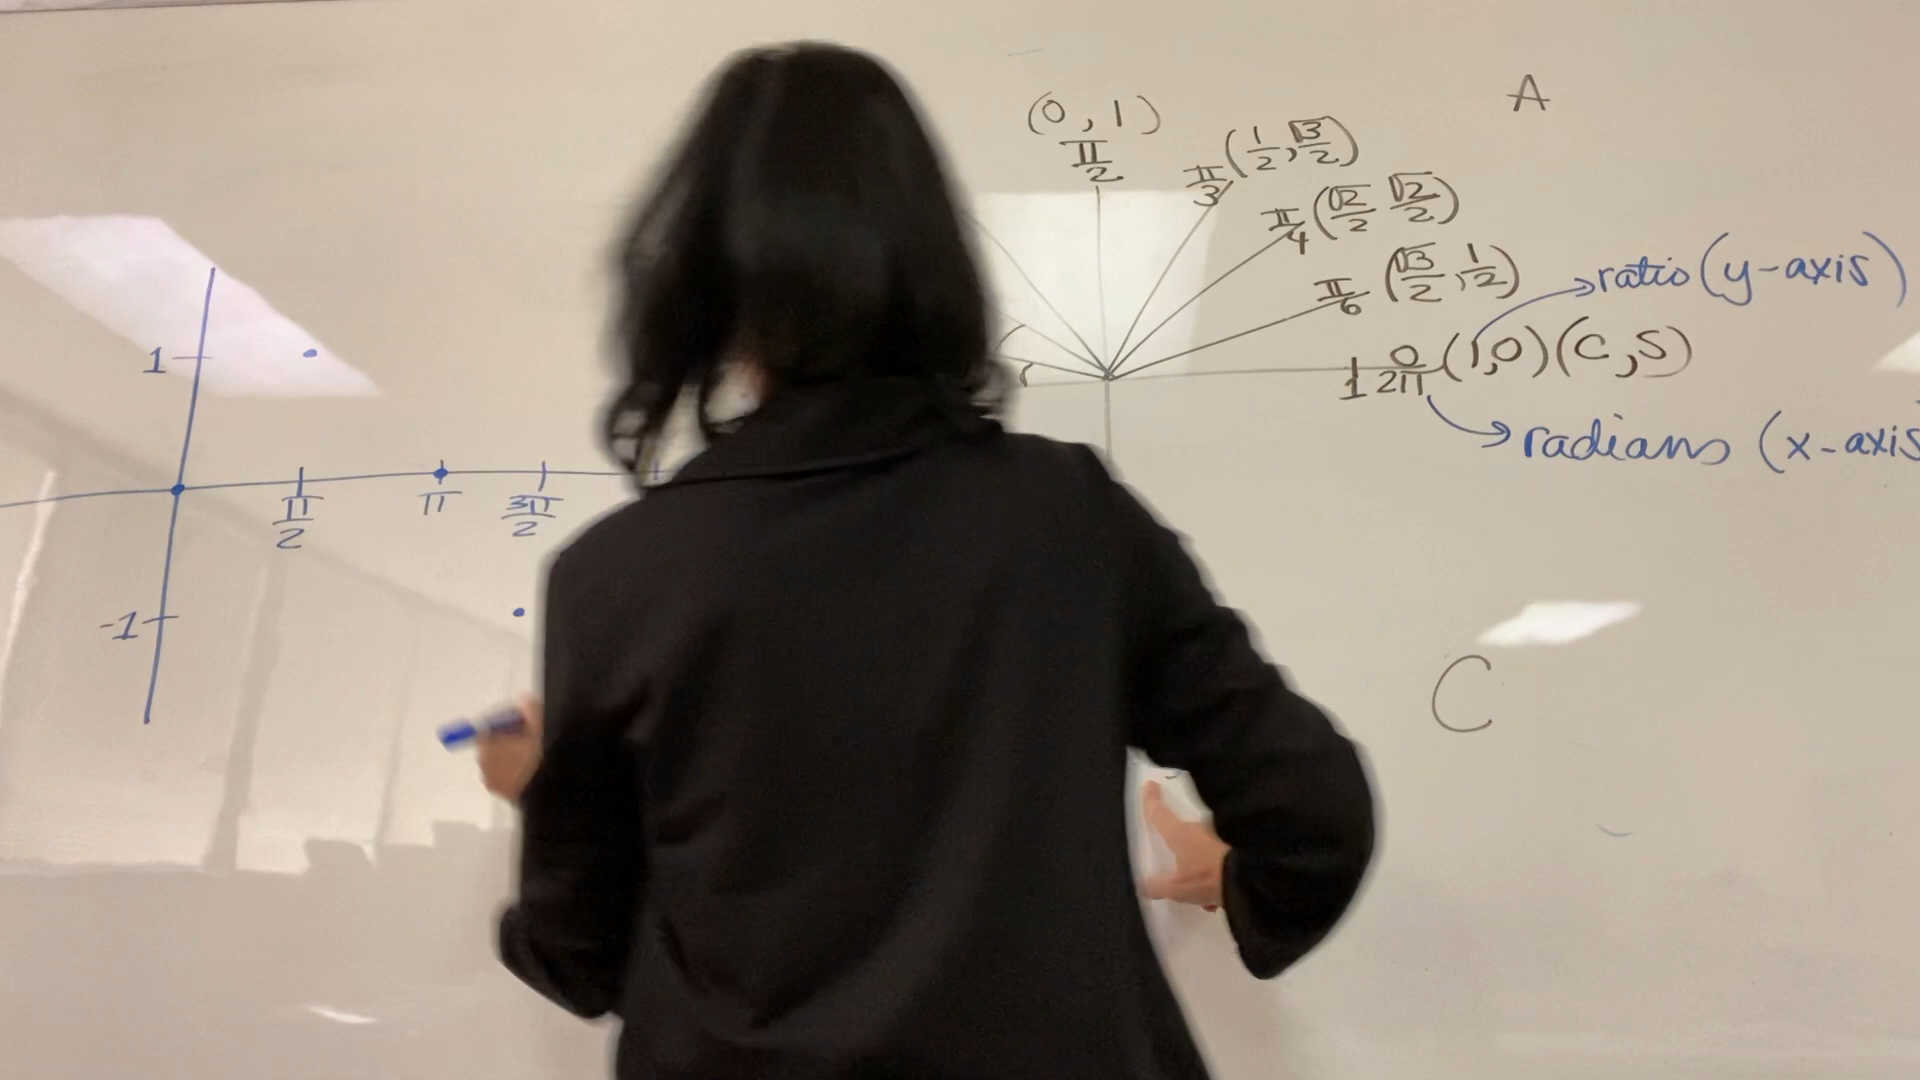 A
(0, 1)
π/2
π/3 (1/2, √3/2)
π/4 (√2/2 √2/2)
π/6 (√3/2, 1/2)
ratio (y-axis)
1 0 2π (1,0) (C, S)
radians (x-axis
1
π/2
π
3π/2
-1
C